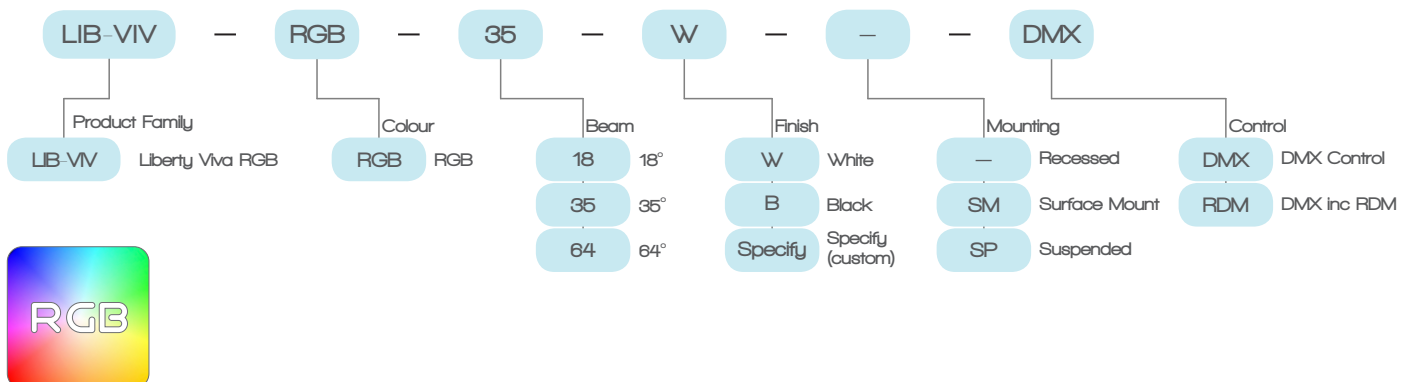 LIB-VIV — RGB — 35 — W — — — DMX
Product Family Colour Beam Finish Mounting Control
LIB-VIV Liberty Viva RGB RGB RGB 18 18° W White — Recessed DMX DMX Control
35 35° B Black SM Surface Mount RDM DMX inc RDM
64 64° Specify Specify (custom) SP Suspended
RGB